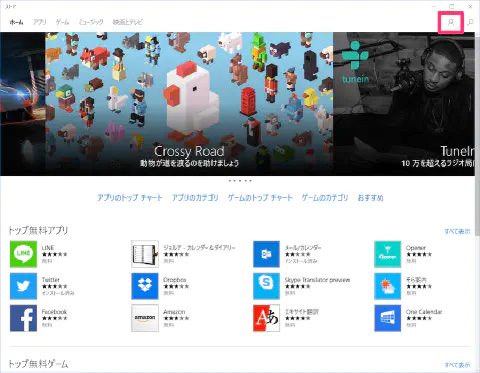 ストア
ホーム アプリ ゲーム ミュージック 映画とテレビ
tunein
Crossy Road
動物が道を渡るのを助けましょう
TuneIn
10 万を超えるラジオ局に
アプリのトップ チャート アプリのカテゴリ ゲームのトップ チャート ゲームのカテゴリ おすすめ
トップ無料アプリ すべて表示
LINE
無料
ジョルテ - カレンダー&ダイアリー
無料
メール/カレンダー
インストール済み
Opener
無料
Twitter
インストール済み
Dropbox
無料
Skype Translator preview
無料
そら案内
無料
Facebook
無料
amazon
Amazon
無料
あ
エキサイト翻訳
無料
One Calendar
無料
トップ無料ゲーム すべて表示